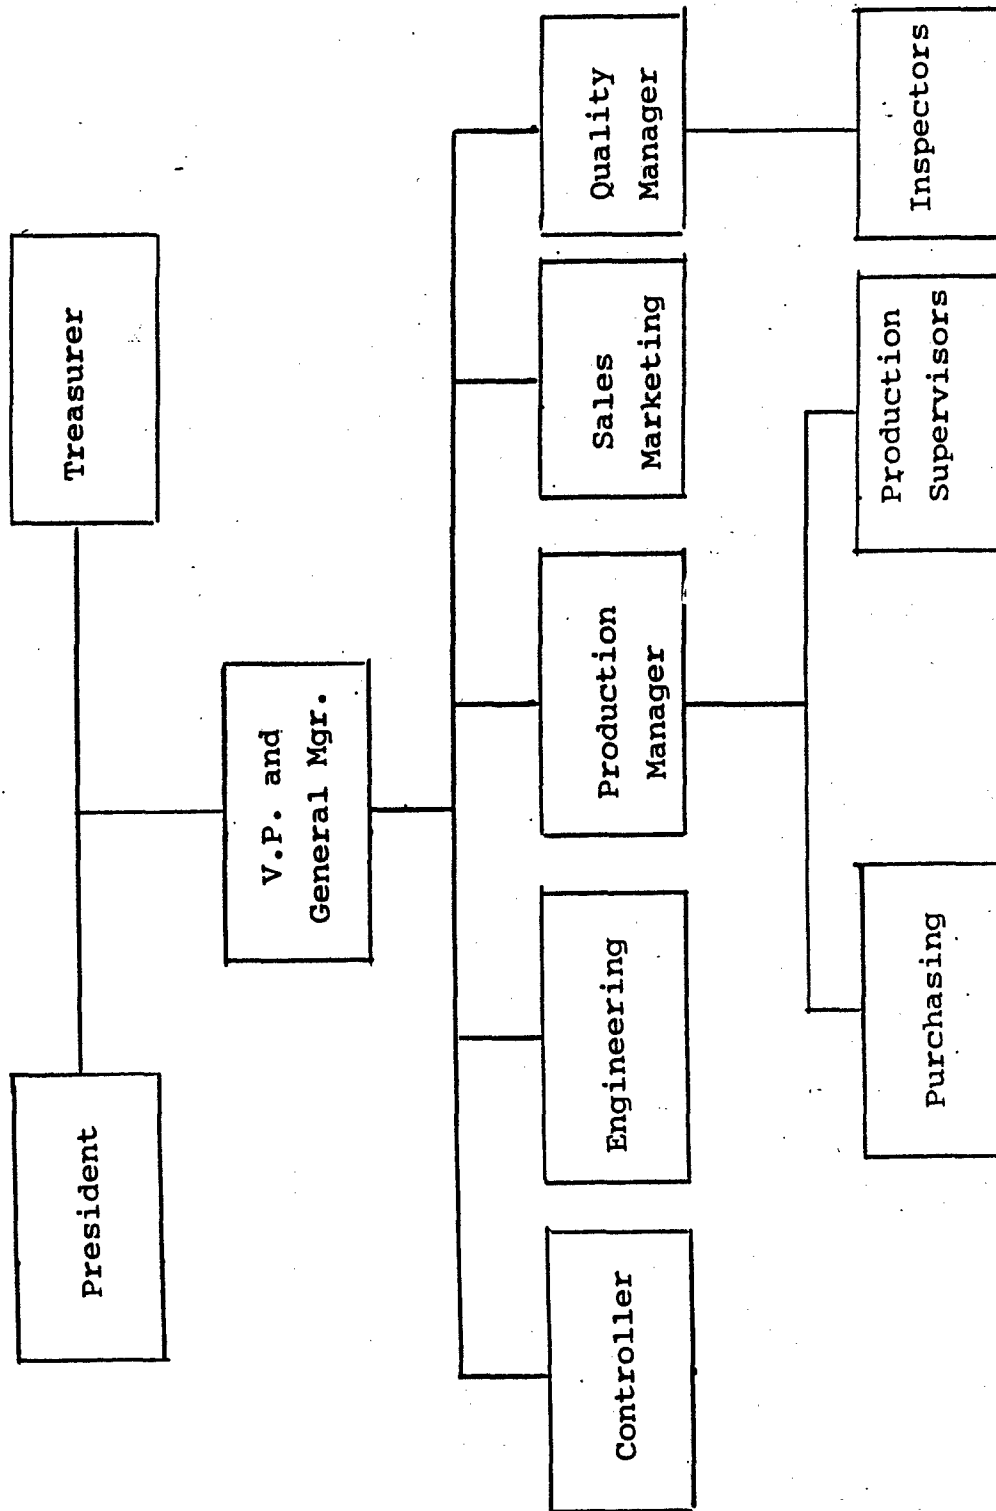 President
Treasurer
V.P. and
General Mgr.
Controller
Engineering
Production
Manager
Sales
Marketing
Quality
Manager
Purchasing
Production
Supervisors
Inspectors